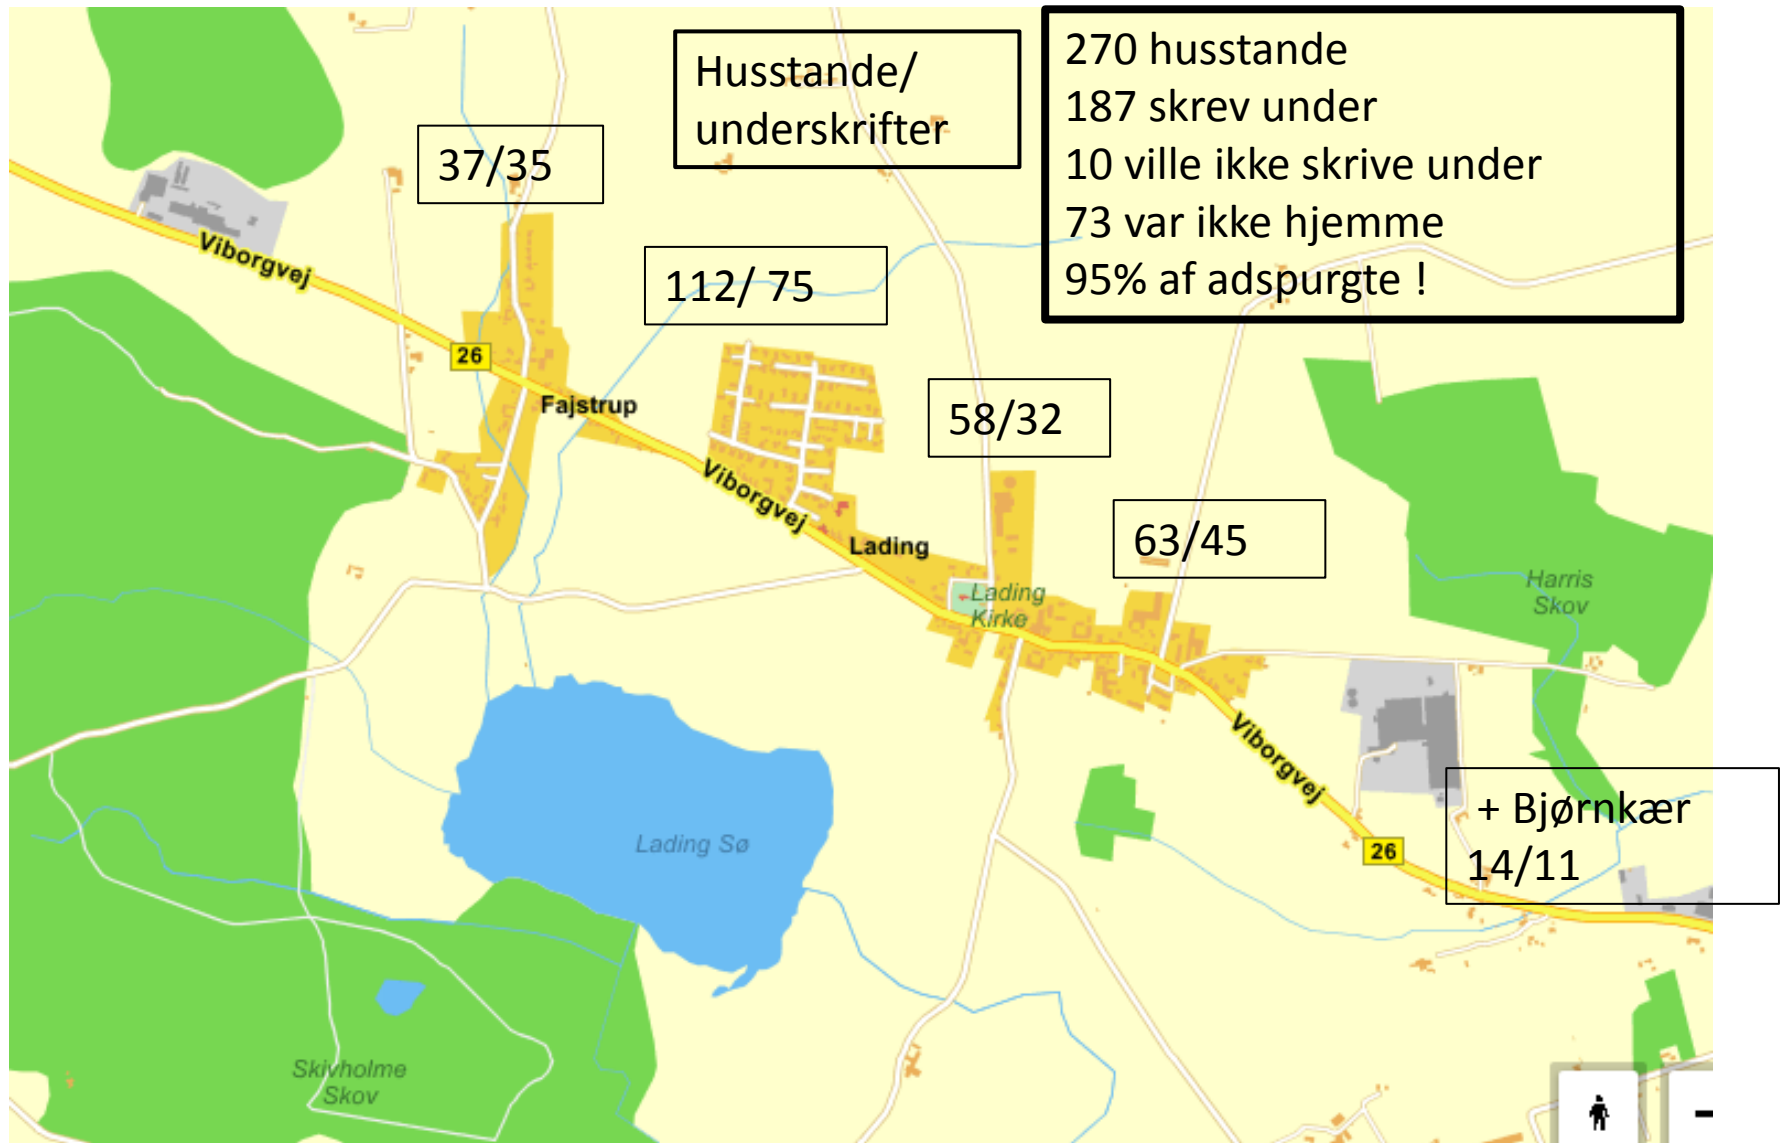 Husstande/
underskrifter
270 husstande
187 skrev under
10 ville ikke skrive under
73 var ikke hjemme
95% af adspurgte !
37/35
Viborgvej
112/ 75
26
Fajstrup
58/32
Viborgvej
Lading
63/45
Lading
Kirke
Harris
Skov
Viborgvej
+ Bjørnkær
14/11
26
Lading Sø
Skivholme
Skov